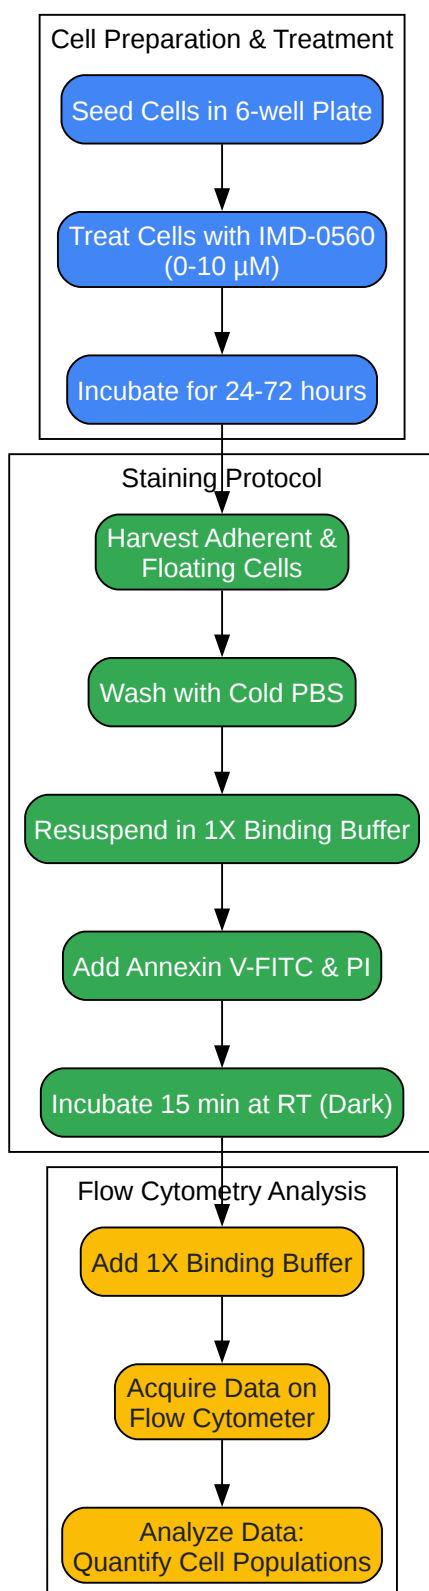 Cell Preparation & Treatment
Seed Cells in 6-well Plate
Treat Cells with IMD-0560
(0-10 µM)
Incubate for 24-72 hours
Staining Protocol
Harvest Adherent &
Floating Cells
Wash with Cold PBS
Resuspend in 1X Binding Buffer
Add Annexin V-FITC & PI
Incubate 15 min at RT (Dark)
Flow Cytometry Analysis
Add 1X Binding Buffer
Acquire Data on
Flow Cytometer
Analyze Data:
Quantify Cell Populations